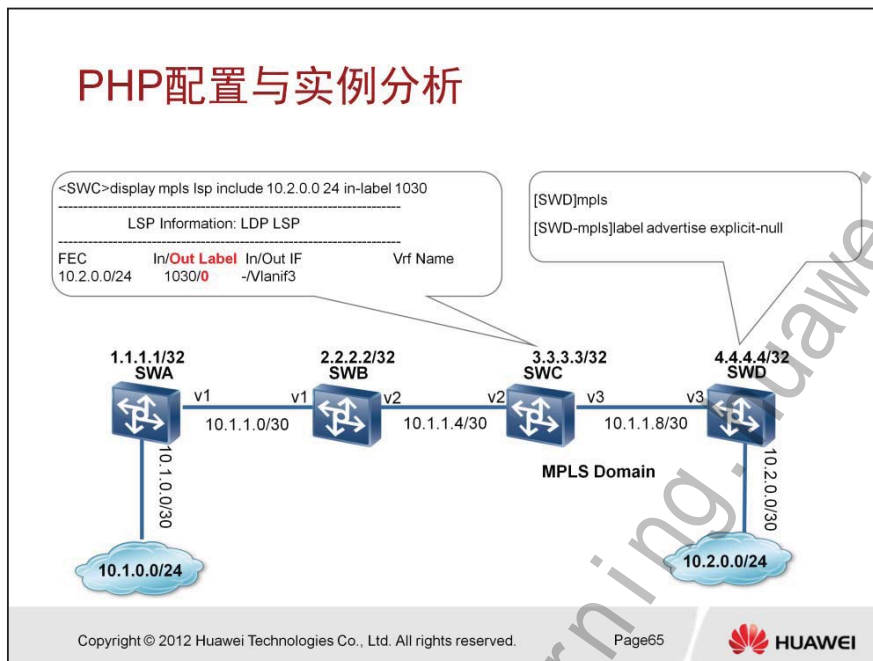 PHP配置与实例分析
<SWC>display mpls lsp include 10.2.0.0 24 in-label 1030
----------------------------------------------------------------------
LSP Information: LDP LSP
----------------------------------------------------------------------
FEC In/Out Label In/Out IF Vrf Name
10.2.0.0/24 1030/0 -/Vlanif3
[SWD]mpls
[SWD-mpls]label advertise explicit-null
1.1.1.1/32 2.2.2.2/32 3.3.3.3/32 4.4.4.4/32
SWA SWB SWC SWD
v1 v1 v2 v2 v3 v3
10.1.1.0/30 10.1.1.4/30 10.1.1.8/30
MPLS Domain
10.1.0.0/30
10.2.0.0/30
10.1.0.0/24
10.2.0.0/24
Copyright © 2012 Huawei Technologies Co., Ltd. All rights reserved.
Page65
HUAWEI
rning.huawei.